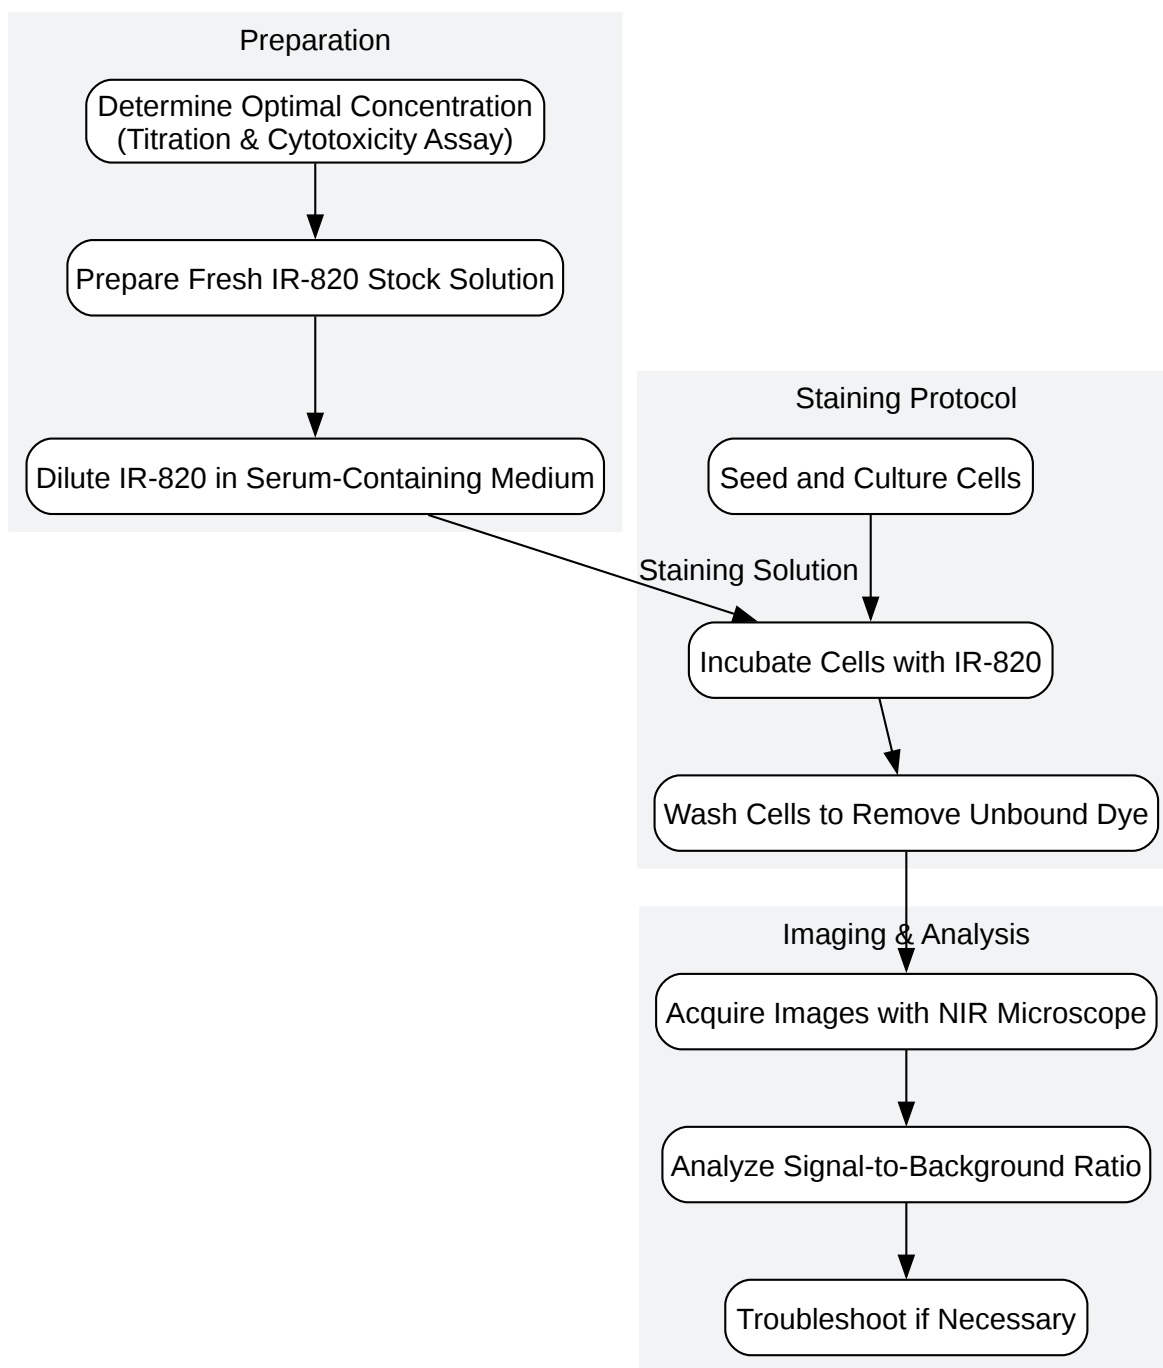 Preparation
Determine Optimal Concentration
(Titration & Cytotoxicity Assay)
Prepare Fresh IR-820 Stock Solution
Dilute IR-820 in Serum-Containing Medium
Staining Protocol
Seed and Culture Cells
Staining Solution
Incubate Cells with IR-820
Wash Cells to Remove Unbound Dye
Imaging & Analysis
Acquire Images with NIR Microscope
Analyze Signal-to-Background Ratio
Troubleshoot if Necessary